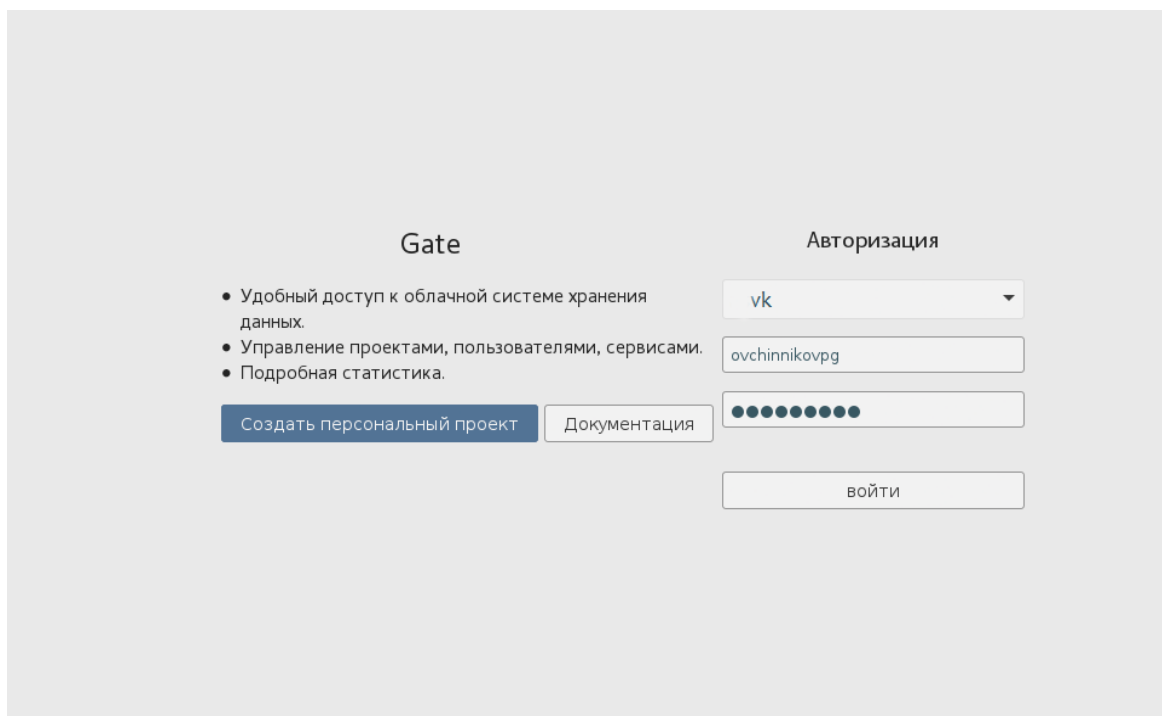 Gate
● Удобный доступ к облачной системе хранения
данных.
● Управление проектами, пользователями, сервисами.
● Подробная статистика.
Создать персональный проект
Документация
Авторизация
vk
ovchinnikovpg
●●●●●●●●●
войти